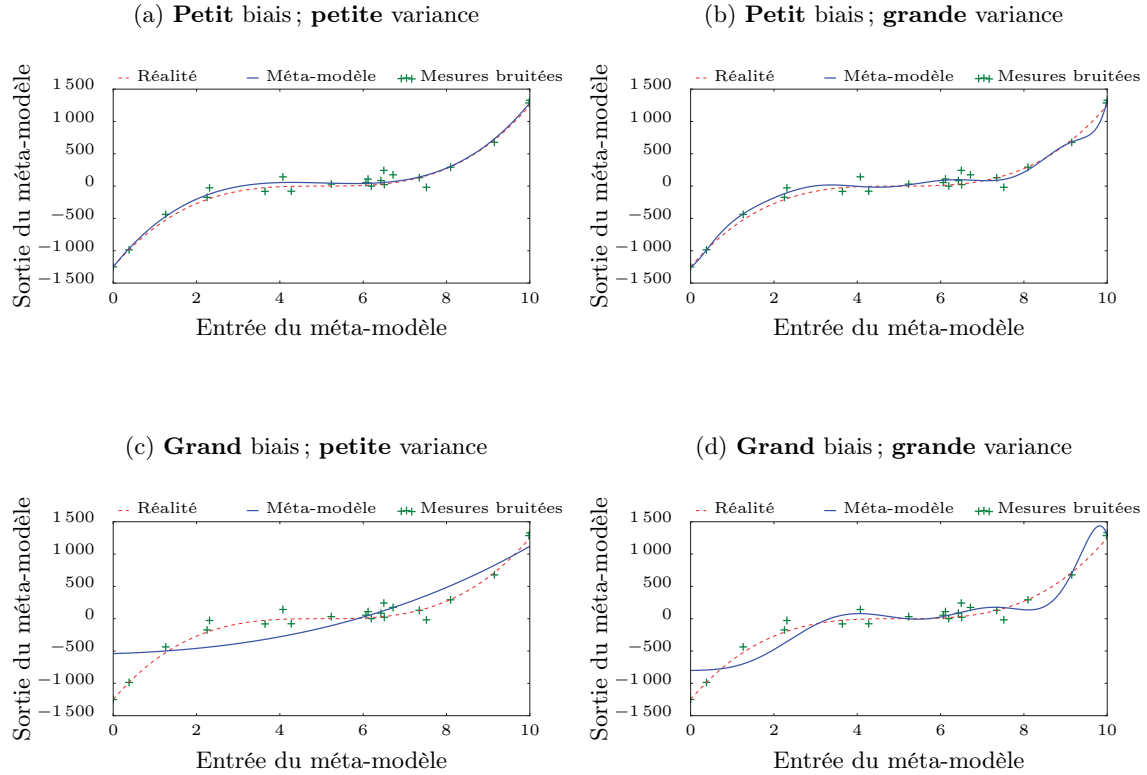 (a) Petit biais ; petite variance
Réalité Méta-modèle Mesures bruitées
Sortie du méta-modèle
1 500
1 000
500
0
−500
−1 000
−1 500
0 2 4 6 8 10
Entrée du méta-modèle
(b) Petit biais ; grande variance
Réalité Méta-modèle Mesures bruitées
Sortie du méta-modèle
1 500
1 000
500
0
−500
−1 000
−1 500
0 2 4 6 8 10
Entrée du méta-modèle
(c) Grand biais ; petite variance
Réalité Méta-modèle Mesures bruitées
Sortie du méta-modèle
1 500
1 000
500
0
−500
−1 000
−1 500
0 2 4 6 8 10
Entrée du méta-modèle
(d) Grand biais ; grande variance
Réalité Méta-modèle Mesures bruitées
Sortie du méta-modèle
1 500
1 000
500
0
−500
−1 000
−1 500
0 2 4 6 8 10
Entrée du méta-modèle